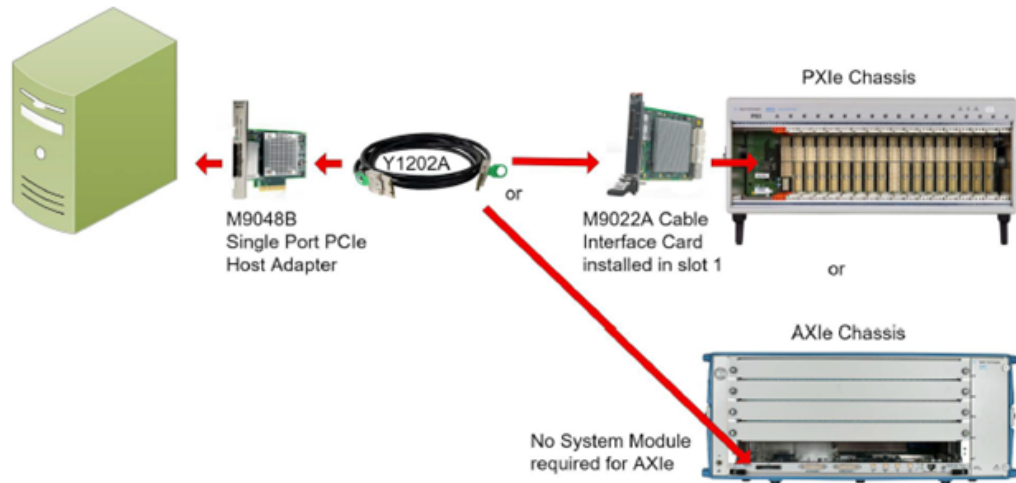 PXIe Chassis
Y1202A
or
M9048B
Single Port PCIe
Host Adapter
M9022A Cable
Interface Card
installed in slot 1
or
AXIe Chassis
No System Module
required for AXIe